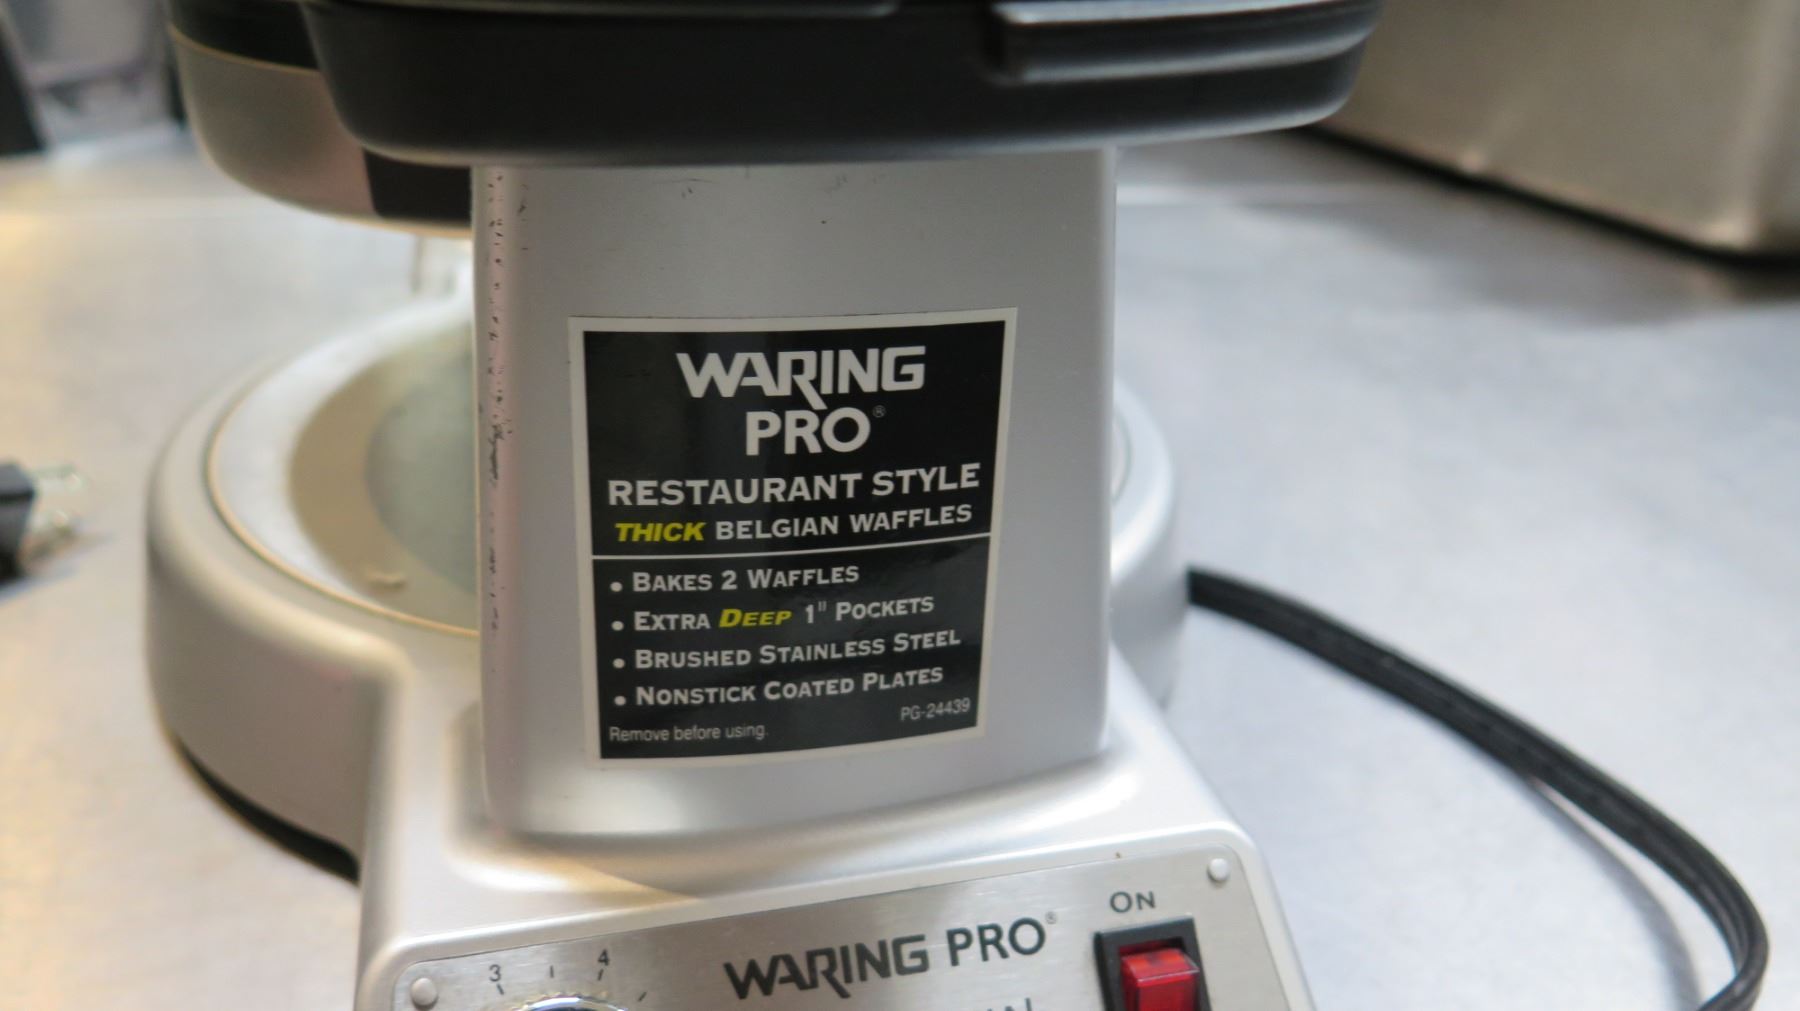 WARING
PRO®
RESTAURANT STYLE
THICK BELGIAN WAFFLES
• BAKES 2 WAFFLES
• EXTRA DEEP 1" POCKETS
• BRUSHED STAINLESS STEEL
• NONSTICK COATED PLATES
PG-24439
Remove before using.
ON
WARING PRO®
3 4